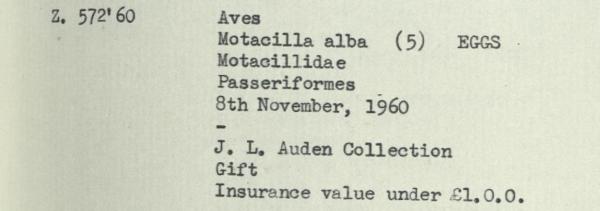 Z. 572'60 Aves
Motacilla alba (5) EGGS
Motacillidae
Passeriformes
8th November, 1960
-
J. L. Auden Collection
Gift
Insurance value under £1.0.0.